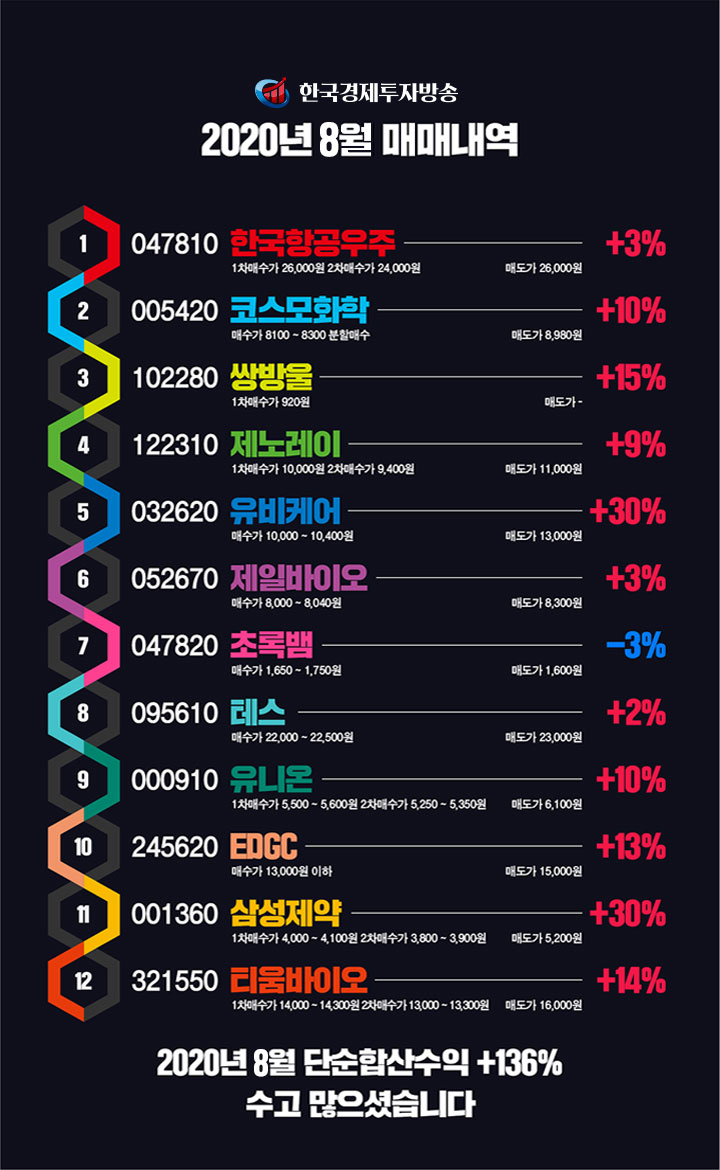 한국경제투자방송
2020년 8월 매매내역
1 047810 한국항공우주 +3%
1차매수가 26,000원 2차매수가 24,000원 매도가 26,000원
2 005420 코스모화학 +10%
매수가 8100 ~ 8300 분할매수 매도가 8,980원
3 102280 쌍방울 +15%
1차매수가 920원 매도가 -
4 122310 제노레이 +9%
1차매수가 10,000원 2차매수가 9,400원 매도가 11,000원
5 032620 유비케어 +30%
매수가 10,000 ~ 10,400원 매도가 13,000원
6 052670 제일바이오 +3%
매수가 8,000 ~ 8,040원 매도가 8,300원
7 047820 초록뱀 -3%
매수가 1,650 ~ 1,750원 매도가 1,600원
8 095610 테스 +2%
매수가 22,000 ~ 22,500원 매도가 23,000원
9 000910 유니온 +10%
1차매수가 5,500 ~ 5,600원 2차매수가 5,250 ~ 5,350원 매도가 6,100원
10 245620 EDGC +13%
매수가 13,000원 이하 매도가 15,000원
11 001360 삼성제약 +30%
1차매수가 4,000 ~ 4,100원 2차매수가 3,800 ~ 3,900원 매도가 5,200원
12 321550 티움바이오 +14%
1차매수가 14,000 ~ 14,300원 2차매수가 13,000 ~ 13,300원 매도가 16,000원
2020년 8월 단순합산수익 +136%
수고 많으셨습니다